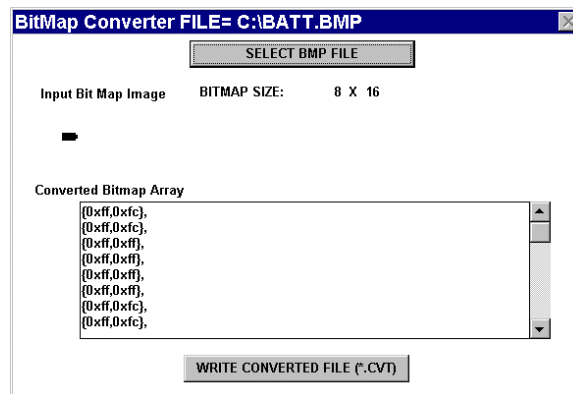 BitMap Converter FILE= C:\BATT.BMP
SELECT BMP FILE
Input Bit Map Image BITMAP SIZE: 8 X 16
Converted Bitmap Array
{0xff,0xfc},
{0xff,0xfc},
{0xff,0xff},
{0xff,0xff},
{0xff,0xff},
{0xff,0xff},
{0xff,0xfc},
{0xff,0xfc},
WRITE CONVERTED FILE (*.CVT)